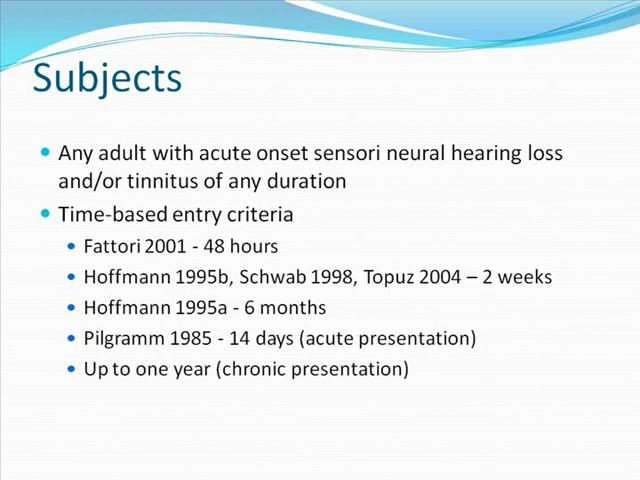 Subjects
• Any adult with acute onset sensori neural hearing loss
and/or tinnitus of any duration
• Time-based entry criteria
• Fattori 2001 - 48 hours
• Hoffmann 1995b, Schwab 1998, Topuz 2004 – 2 weeks
• Hoffmann 1995a - 6 months
• Pilgramm 1985 - 14 days (acute presentation)
• Up to one year (chronic presentation)